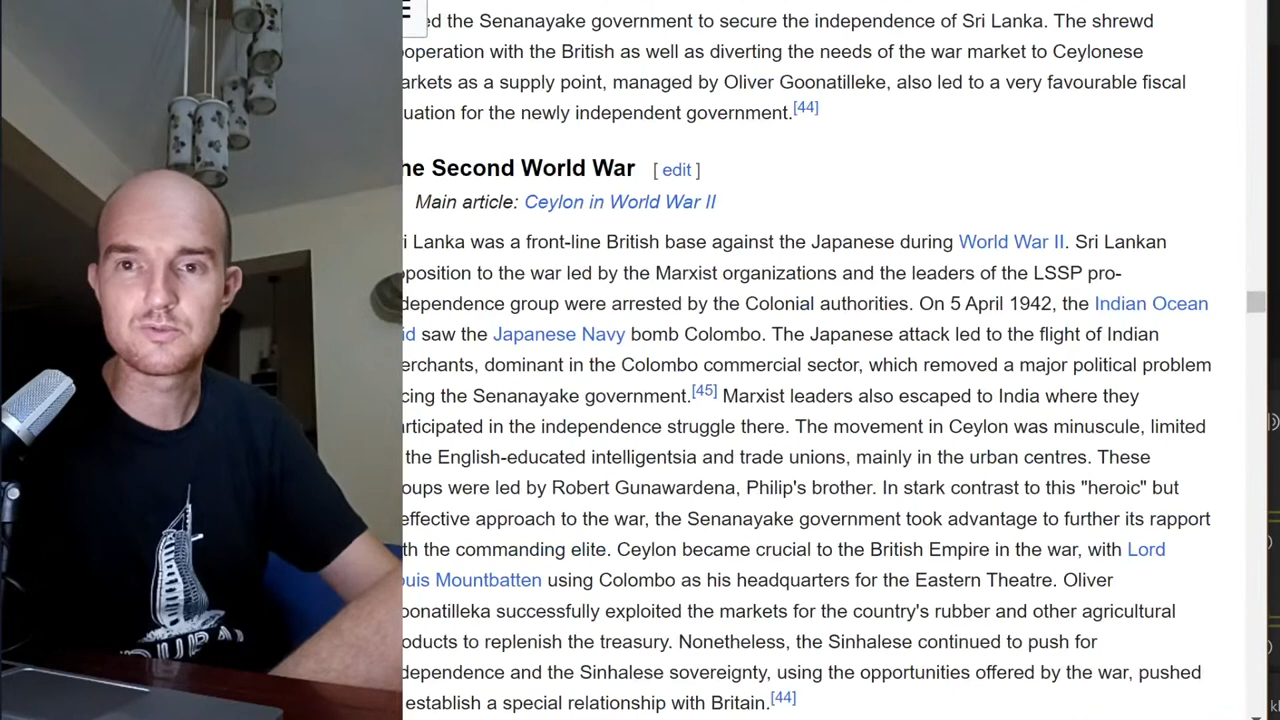 ed the Senanayake government to secure the independence of Sri Lanka. The shrewd
operation with the British as well as diverting the needs of the war market to Ceylonese
arkets as a supply point, managed by Oliver Goonatilleke, also led to a very favourable fiscal
uation for the newly independent government.[44]
he Second World War [ edit ]
Main article: Ceylon in World War II
ri Lanka was a front-line British base against the Japanese during World War II. Sri Lankan
pposition to the war led by the Marxist organizations and the leaders of the LSSP pro-
dependence group were arrested by the Colonial authorities. On 5 April 1942, the Indian Ocean
id saw the Japanese Navy bomb Colombo. The Japanese attack led to the flight of Indian
erchants, dominant in the Colombo commercial sector, which removed a major political problem
cing the Senanayake government.[45] Marxist leaders also escaped to India where they
rticipated in the independence struggle there. The movement in Ceylon was minuscule, limited
the English-educated intelligentsia and trade unions, mainly in the urban centres. These
oups were led by Robert Gunawardena, Philip's brother. In stark contrast to this "heroic" but
effective approach to the war, the Senanayake government took advantage to further its rapport
th the commanding elite. Ceylon became crucial to the British Empire in the war, with Lord
ouis Mountbatten using Colombo as his headquarters for the Eastern Theatre. Oliver
oonatilleka successfully exploited the markets for the country's rubber and other agricultural
oducts to replenish the treasury. Nonetheless, the Sinhalese continued to push for
dependence and the Sinhalese sovereignty, using the opportunities offered by the war, pushed
establish a special relationship with Britain.[44]